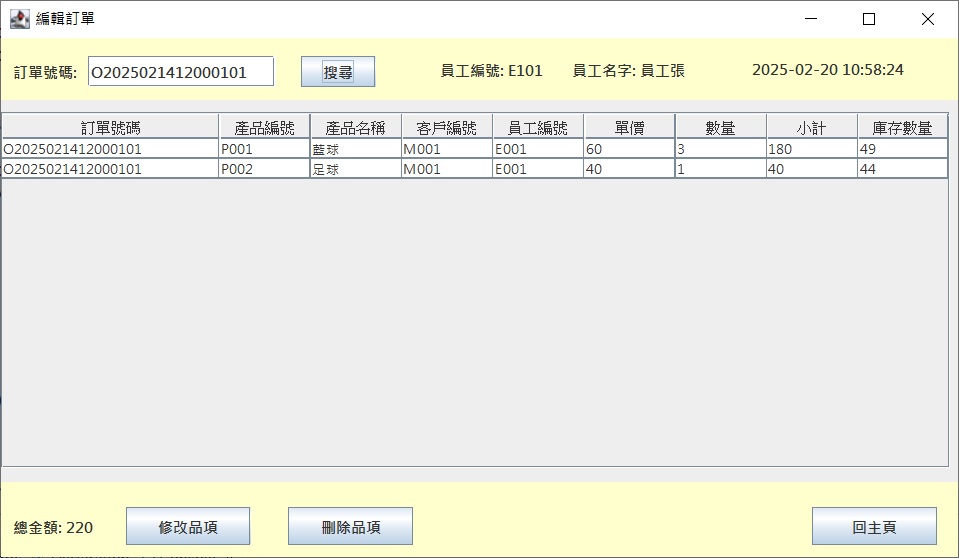 編輯訂單
訂單號碼: O2025021412000101 搜尋 員工編號: E101 員工名字: 員工張 2025-02-20 10:58:24
訂單號碼 產品編號 產品名稱 客戶編號 員工編號 單價 數量 小計 庫存數量
O2025021412000101 P001 藍球 M001 E001 60 3 180 49
O2025021412000101 P002 足球 M001 E001 40 1 40 44
總金額: 220 修改品項 刪除品項 回主頁